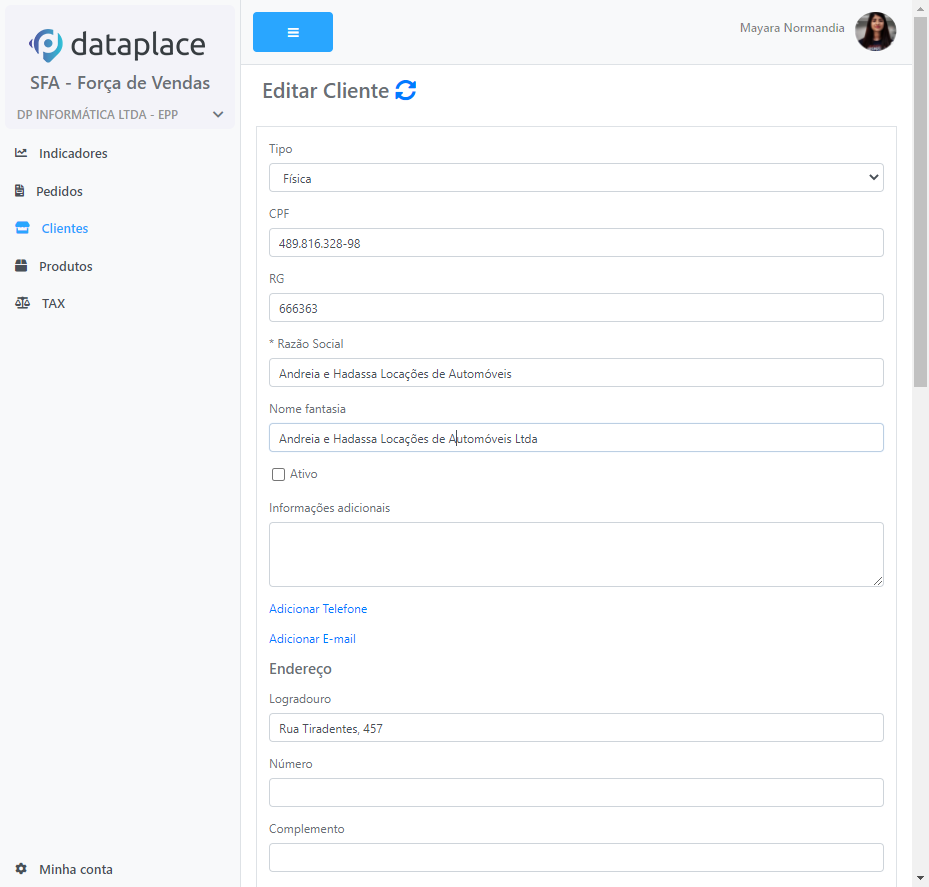 dataplace
SFA - Força de Vendas
DP INFORMÁTICA LTDA - EPP
Indicadores
Pedidos
Clientes
Produtos
TAX
Minha conta
Mayara Normandia
Editar Cliente
Tipo
Física
CPF
489.816.328-98
RG
666363
* Razão Social
Andreia e Hadassa Locações de Automóveis
Nome fantasia
Andreia e Hadassa Locações de Automóveis Ltda
Ativo
Informações adicionais
Adicionar Telefone
Adicionar E-mail
Endereço
Logradouro
Rua Tiradentes, 457
Número
Complemento